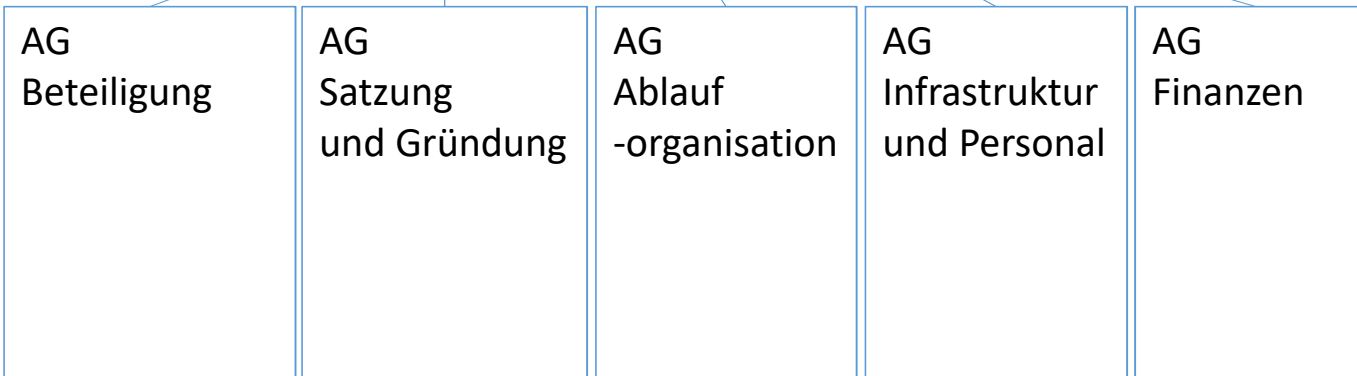 AG
Beteiligung
AG
Satzung
und Gründung
AG
Ablauf
-organisation
AG
Infrastruktur
und Personal
AG
Finanzen